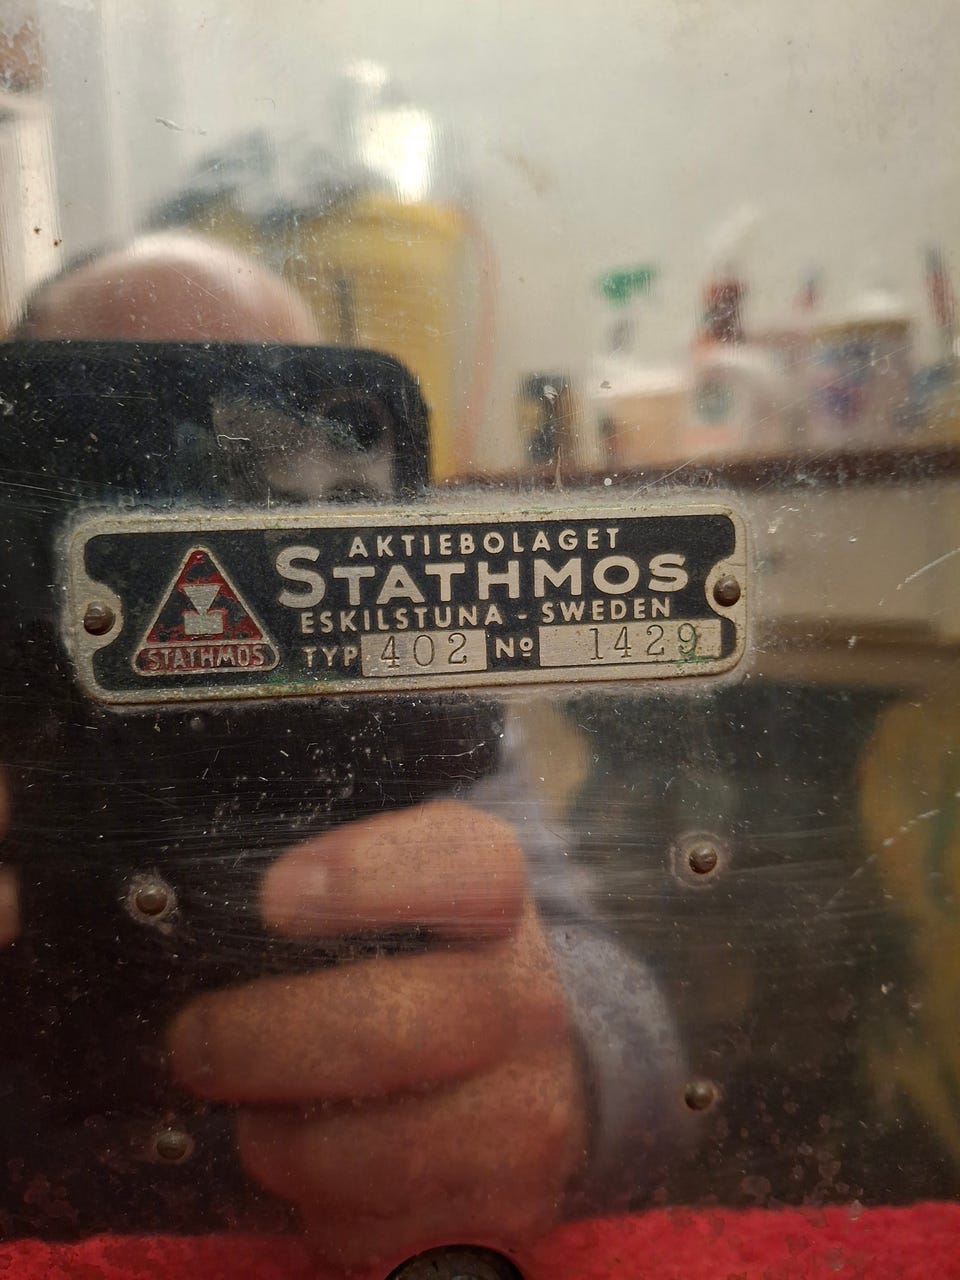 AKTIEBOLAGET
STATHMOS
ESKILSTUNA - SWEDEN
TYP 402 Nº 1429
STATHMOS